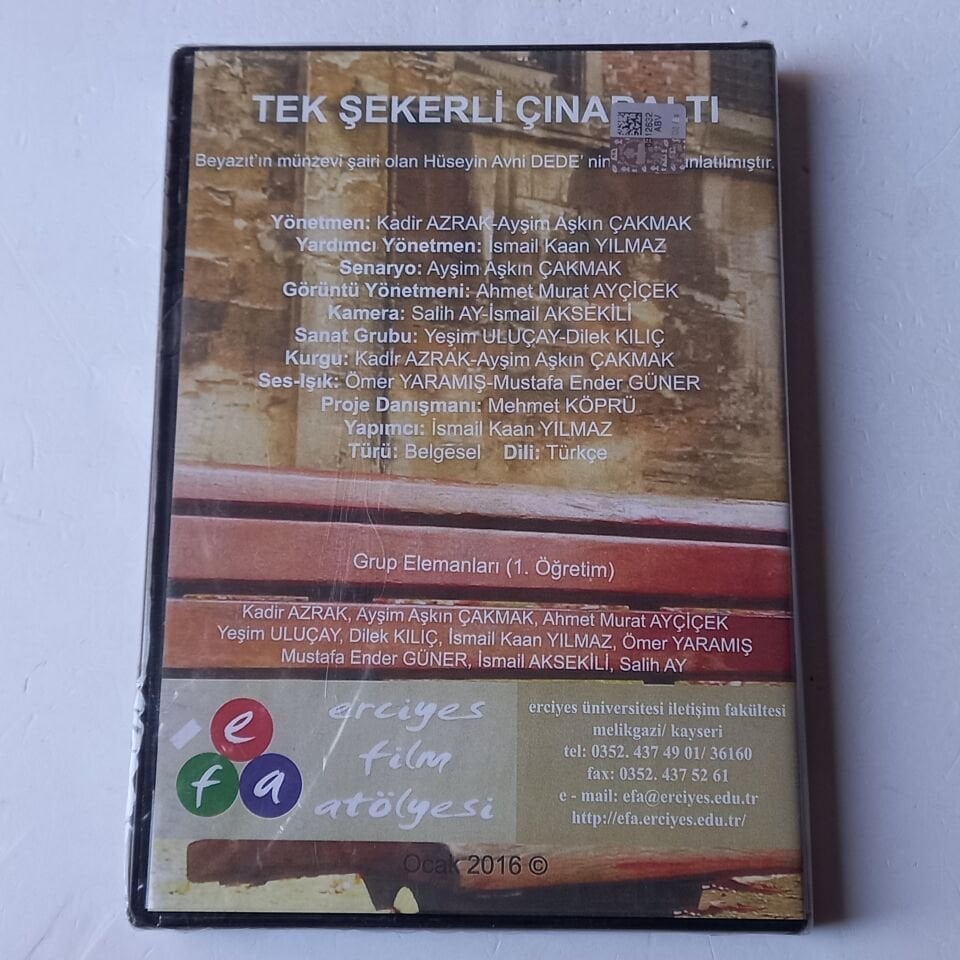 TEK ŞEKERLİ ÇINARALTI
Beyazıt'ın münzevi şairi olan Hüseyin Avni DEDE' nin anlatılmıştır.
Yönetmen: Kadir AZRAK-Ayşim Aşkın ÇAKMAK
Yardımcı Yönetmen: İsmail Kaan YILMAZ
Senaryo: Ayşim Aşkın ÇAKMAK
Görüntü Yönetmeni: Ahmet Murat AYÇİÇEK
Kamera: Salih AY-İsmail AKSEKİLİ
Sanat Grubu: Yeşim ULUÇAY-Dilek KILIÇ
Kurgu: Kadir AZRAK-Ayşim Aşkın ÇAKMAK
Ses-Işık: Ömer YARAMIŞ-Mustafa Ender GÜNER
Proje Danışmanı: Mehmet KÖPRÜ
Yapımcı: İsmail Kaan YILMAZ
Türü: Belgesel Dili: Türkçe
Grup Elemanları (1. Öğretim)
Kadir AZRAK, Ayşim Aşkın ÇAKMAK, Ahmet Murat AYÇİÇEK
Yeşim ULUÇAY, Dilek KILIÇ, İsmail Kaan YILMAZ, Ömer YARAMIŞ
Mustafa Ender GÜNER, İsmail AKSEKİLİ, Salih AY
e
f a
erciyes
film
atölyesi
erciyes üniversitesi iletişim fakültesi
melikgazi/ kayseri
tel: 0352. 437 49 01/ 36160
fax: 0352. 437 52 61
e - mail: efa@erciyes.edu.tr
http://efa.erciyes.edu.tr/
Ocak 2016 ©